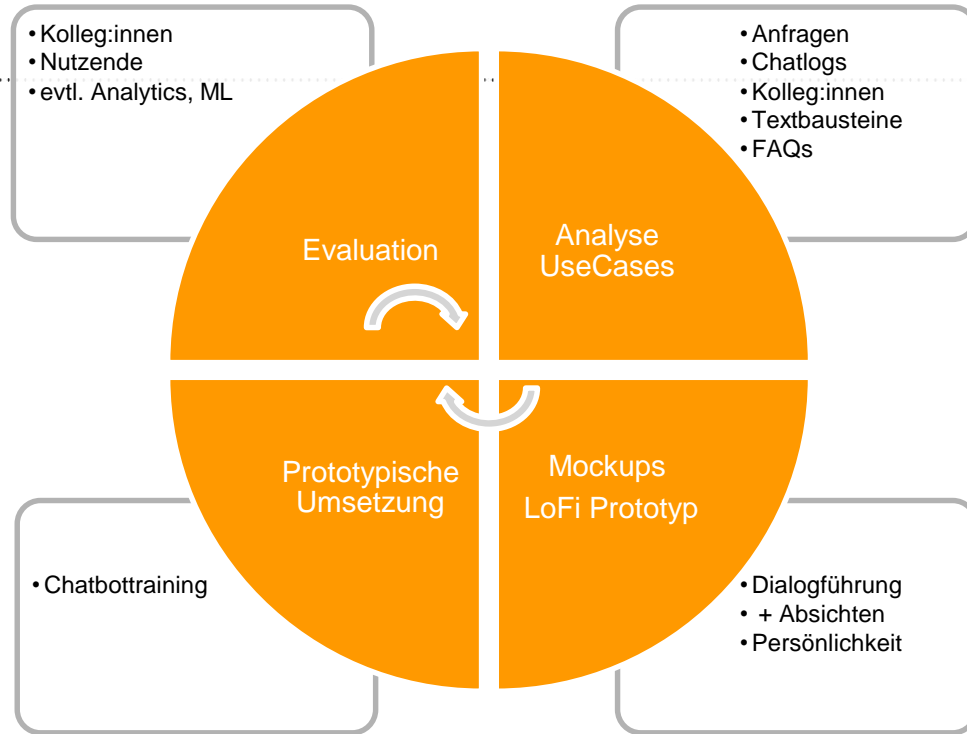 • Kolleg:innen
• Nutzende
• evtl. Analytics, ML
• Anfragen
• Chatlogs
• Kolleg:innen
• Textbausteine
• FAQs
Evaluation
Analyse
UseCases
Prototypische
Umsetzung
Mockups
LoFi Prototyp
• Chatbottraining
• Dialogführung
• + Absichten
• Persönlichkeit